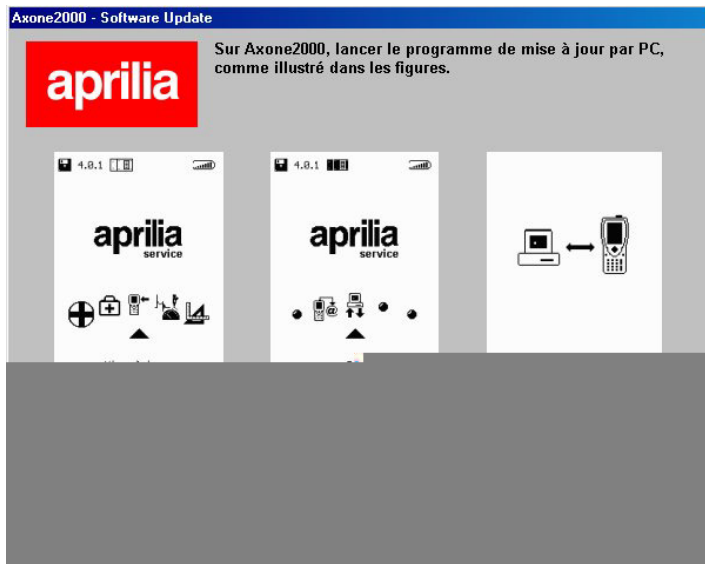 Axone2000 - Software Update
Sur Axone2000, lancer le programme de mise à jour par PC,
comme illustré dans les figures.
aprilia
4.0.1
4.0.1
aprilia
service
aprilia
service
@